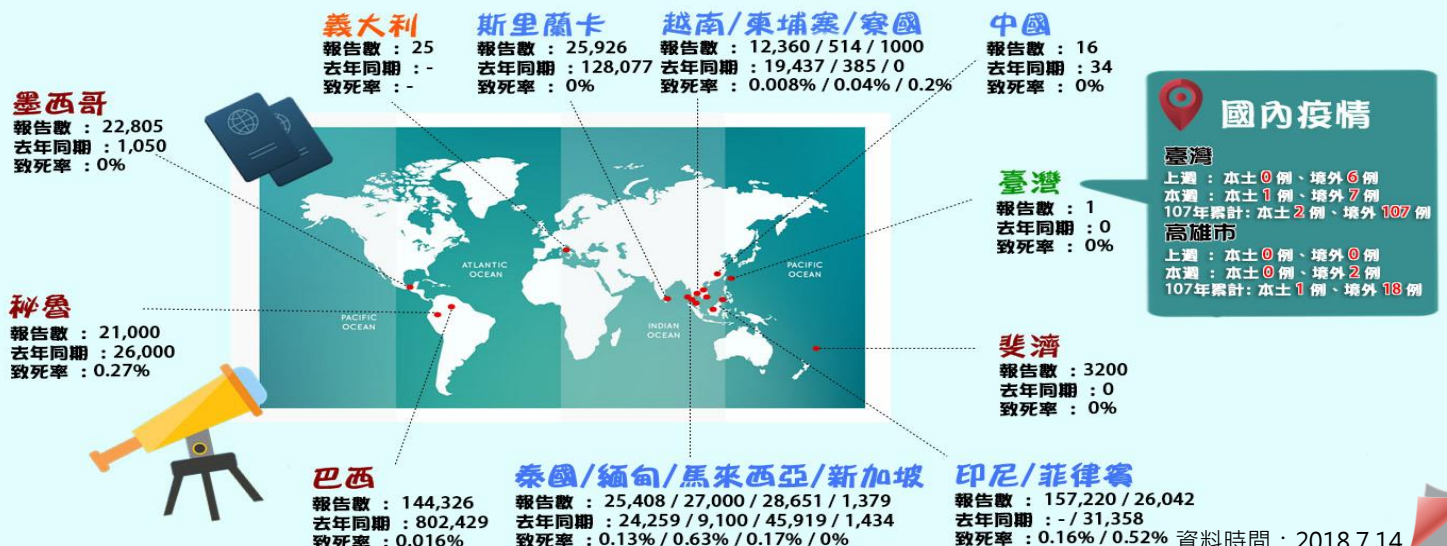 義大利
報告數 : 25
去年同期 : -
致死率 : -
斯里蘭卡
報告數 : 25,926
去年同期 : 128,077
致死率 : 0%
越南/柬埔寨/寮國
報告數 : 12,360 / 514 / 1000
去年同期 : 19,437 / 385 / 0
致死率 : 0.008% / 0.04% / 0.2%
中國
報告數 : 16
去年同期 : 34
致死率 : 0%
墨西哥
報告數 : 22,805
去年同期 : 1,050
致死率 : 0%
國內疫情
臺灣
上週 : 本土0例、境外6例
本週 : 本土1例、境外7例
107年累計: 本土2例、境外107例
高雄市
上週 : 本土0例、境外0例
本週 : 本土0例、境外2例
107年累計: 本土1例、境外18例
臺灣
報告數 : 1
去年同期 : 0
致死率 : 0%
ATLANTIC
OCEAN
PACIFIC
OCEAN
PACIFIC
OCEAN
INDIAN
OCEAN
秘魯
報告數 : 21,000
去年同期 : 26,000
致死率 : 0.27%
斐濟
報告數 : 3200
去年同期 : 0
致死率 : 0%
巴西
報告數 : 144,326
去年同期 : 802,429
致死率 : 0.016%
泰國/緬甸/馬來西亞/新加坡
報告數 : 25,408 / 27,000 / 28,651 / 1,379
去年同期 : 24,259 / 9,100 / 45,919 / 1,434
致死率 : 0.13% / 0.63% / 0.17% / 0%
印尼/菲律賓
報告數 : 157,220 / 26,042
去年同期 : - / 31,358
致死率 : 0.16% / 0.52%
資料時間：2018.7.14